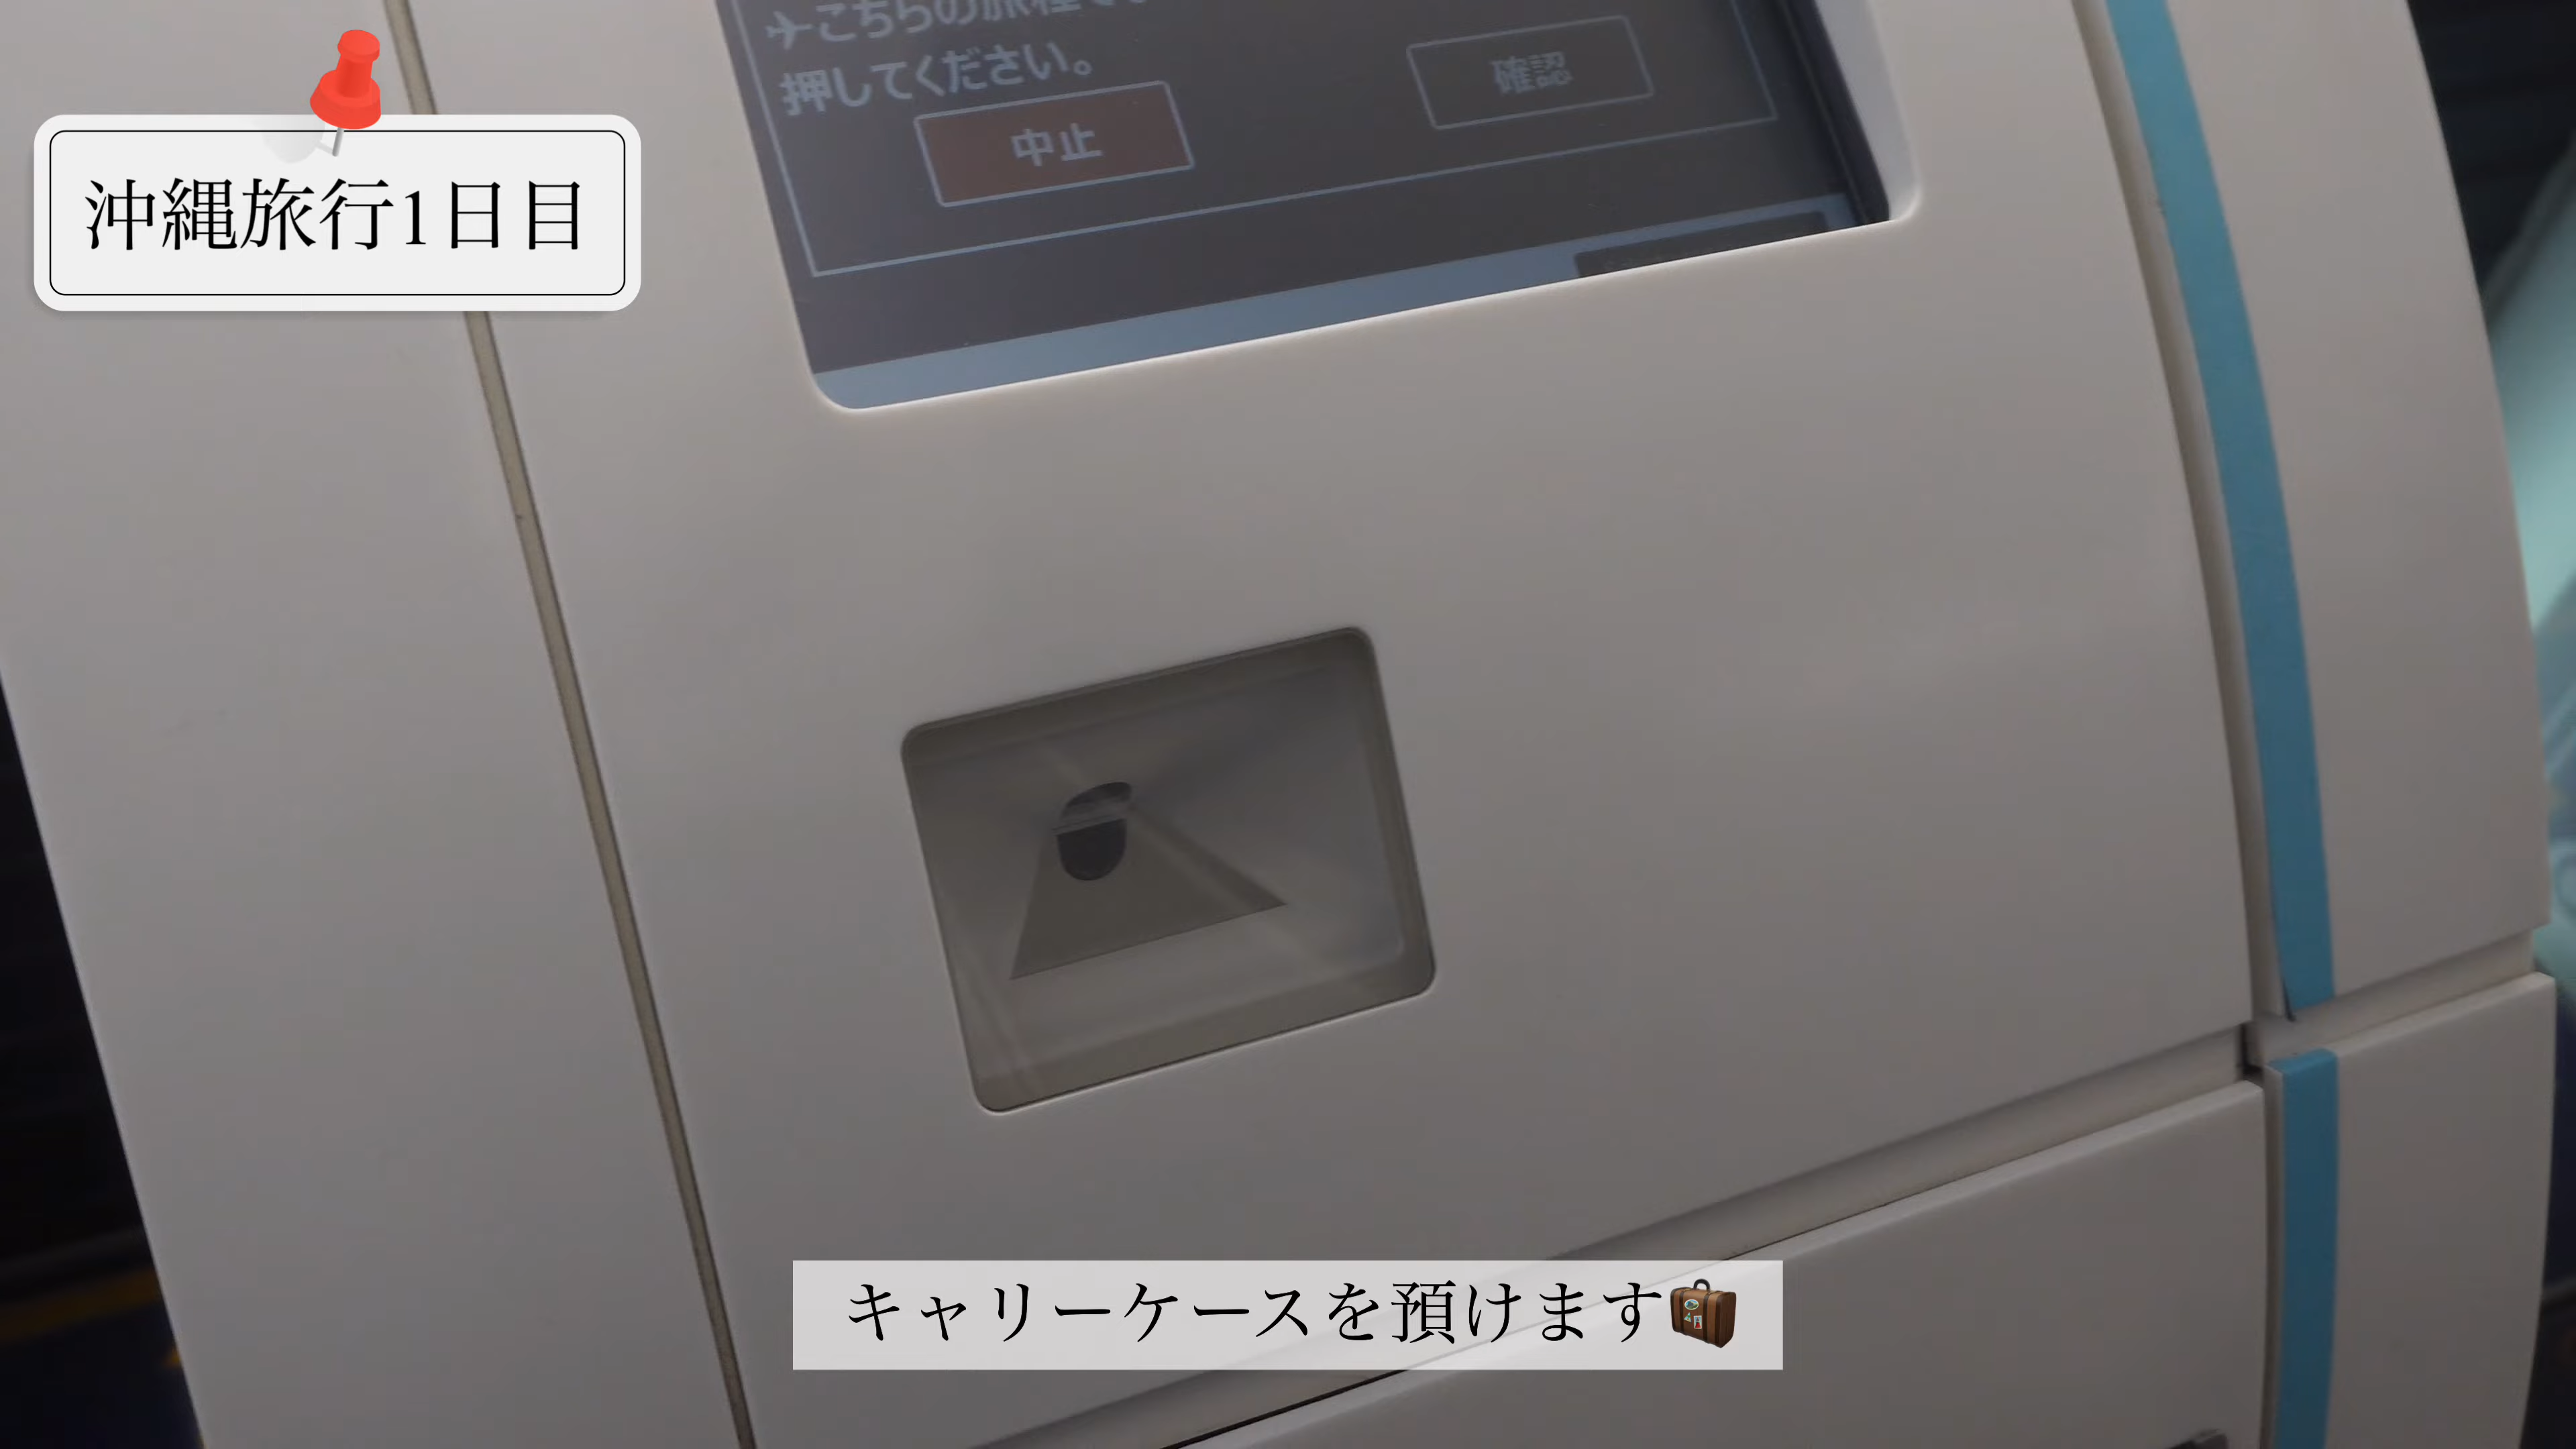 沖縄旅行1日目
押してください。
中止
確認
キャリーケースを預けます